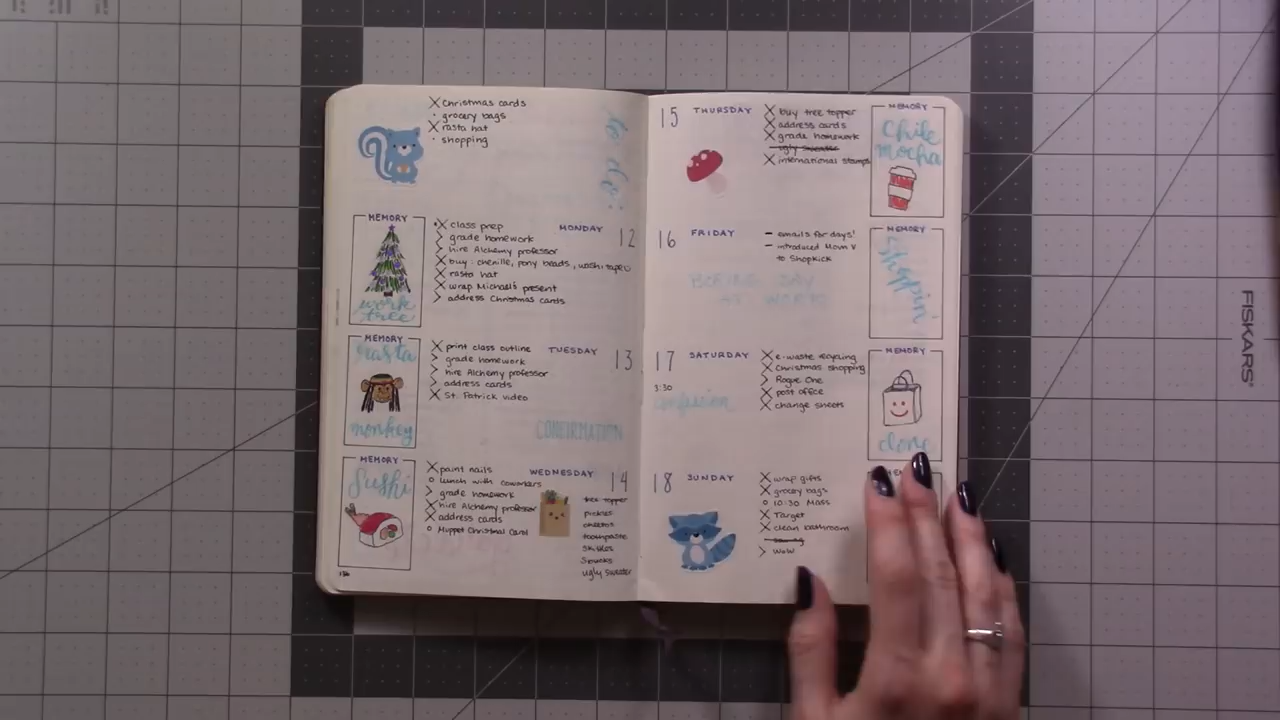 X Christmas cards
· grocery bags
X rasta hat
· shopping
to do:
MEMORY
work
tree
MONDAY 12
X class prep
> grade homework
> hire Alchemy professor
X buy: chenille, pony beads, washi tape
X rasta hat
X wrap Michael's present
> address Christmas cards
MEMORY
rasta
monkey
TUESDAY 13
X print class outline
> grade homework
> hire Alchemy professor
> address cards
X St. Patrick video
CONFIRMATION
MEMORY
Sushi
WEDNESDAY 14
X paint nails
o lunch with coworkers
> grade homework
X hire Alchemy professor
X address cards
o Muppet Christmas Carol
tree topper
pickles
cheetos
toothpaste
skittles
5 bucks
ugly sweater
15 THURSDAY
X buy tree topper
X address cards
X grade homework
ugly sweater
X international stamps
MEMORY
Chile
Mocha
16 FRIDAY
– emails for days!
– introduced Mom V
to Shopkick
BORING DAY
AT WORK
MEMORY
Shoppin'
17 SATURDAY
3:30
confession
X e-waste recycling
X Christmas shopping
> Rogue One
X post office
X change sheets
MEMORY
done
18 SUNDAY
X wrap gifts
X grocery bags
o 10:30 Mass
X Target
X clean bathroom
> WoW
FISKARS